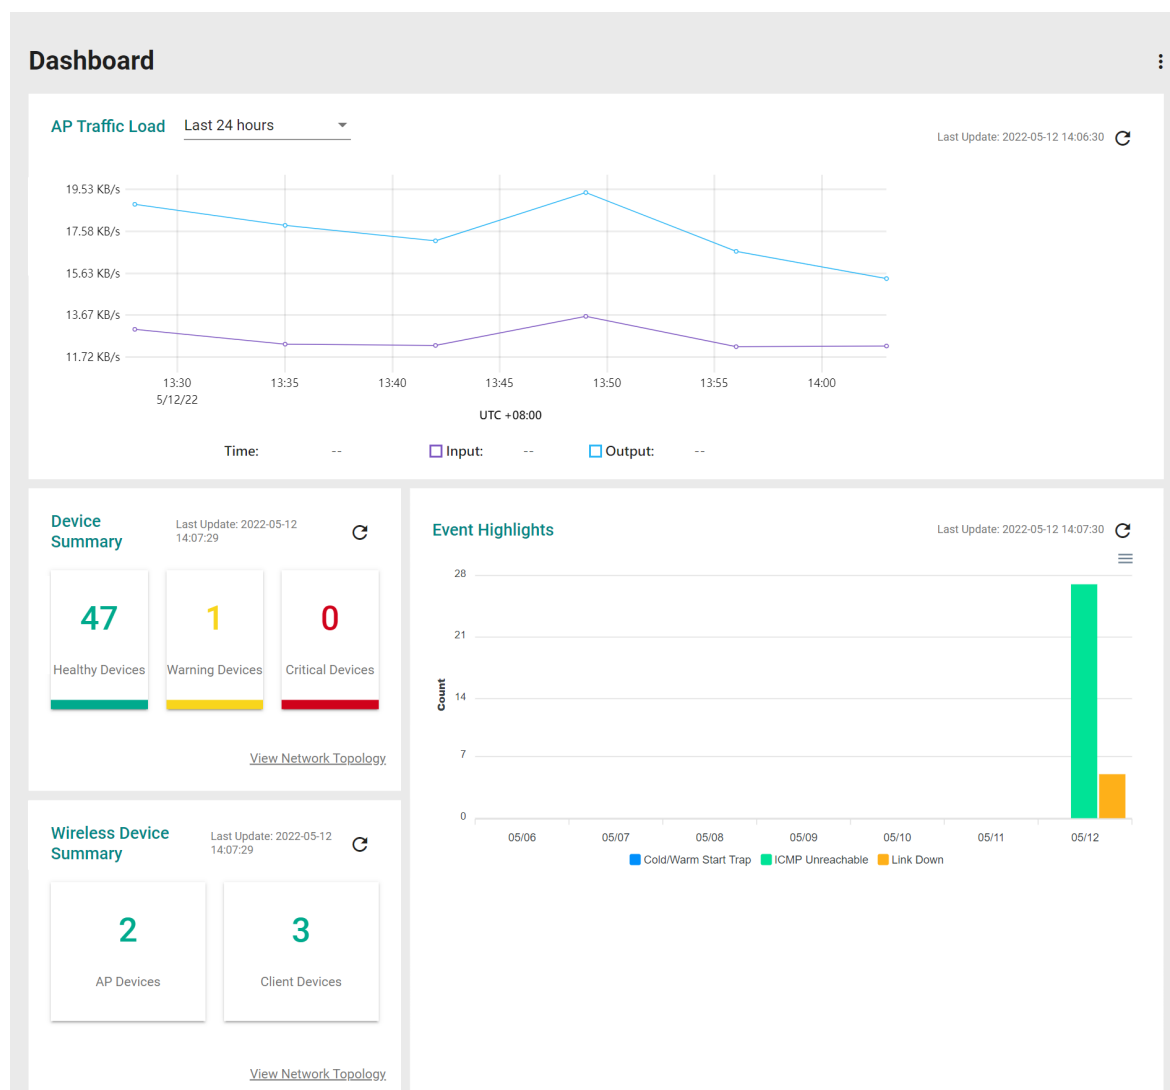 Dashboard
AP Traffic Load Last 24 hours
Last Update: 2022-05-12 14:06:30
19.53 KB/s
17.58 KB/s
15.63 KB/s
13.67 KB/s
11.72 KB/s
13:30 13:35 13:40 13:45 13:50 13:55 14:00
5/12/22
UTC +08:00
Time: -- Input: -- Output: --
Device
Summary
Last Update: 2022-05-12
14:07:29
47 1 0
Healthy Devices Warning Devices Critical Devices
View Network Topology
Event Highlights
Last Update: 2022-05-12 14:07:30
28
21
14
7
0
Count
05/06 05/07 05/08 05/09 05/10 05/11 05/12
Cold/Warm Start Trap ICMP Unreachable Link Down
Wireless Device
Summary
Last Update: 2022-05-12
14:07:29
2 3
AP Devices Client Devices
View Network Topology